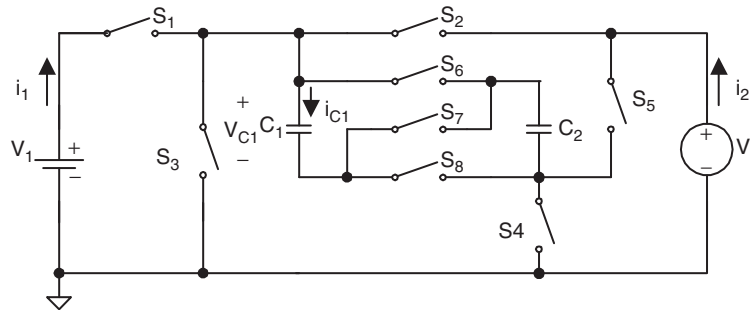 S1
S2
S6
i1
+
VC1
−
iC1
C1
S7
C2
S5
i2
V1
+
−
S3
S8
S4
+
−
V